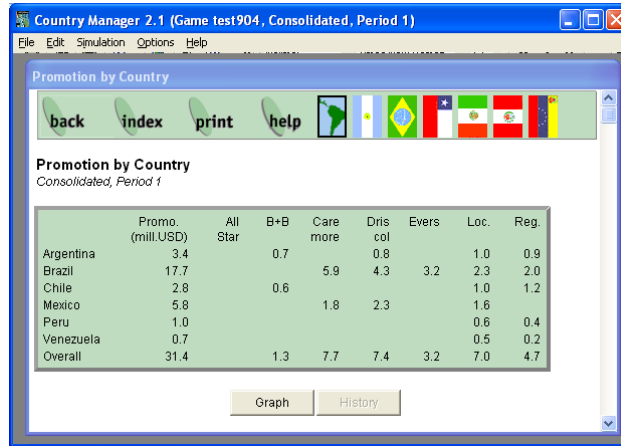 Country Manager 2.1 (Game test904, Consolidated, Period 1)
File Edit Simulation Options Help
Promotion by Country
back index print help
Promotion by Country
Consolidated, Period 1
Promo. All B+B Care Dris Evers Loc. Reg.
(mill.USD) Star more col
Argentina 3.4 0.7 0.8 1.0 0.9
Brazil 17.7 5.9 4.3 3.2 2.3 2.0
Chile 2.8 0.6 1.0 1.2
Mexico 5.8 1.8 2.3 1.6
Peru 1.0 0.6 0.4
Venezuela 0.7 0.5 0.2
Overall 31.4 1.3 7.7 7.4 3.2 7.0 4.7
Graph History